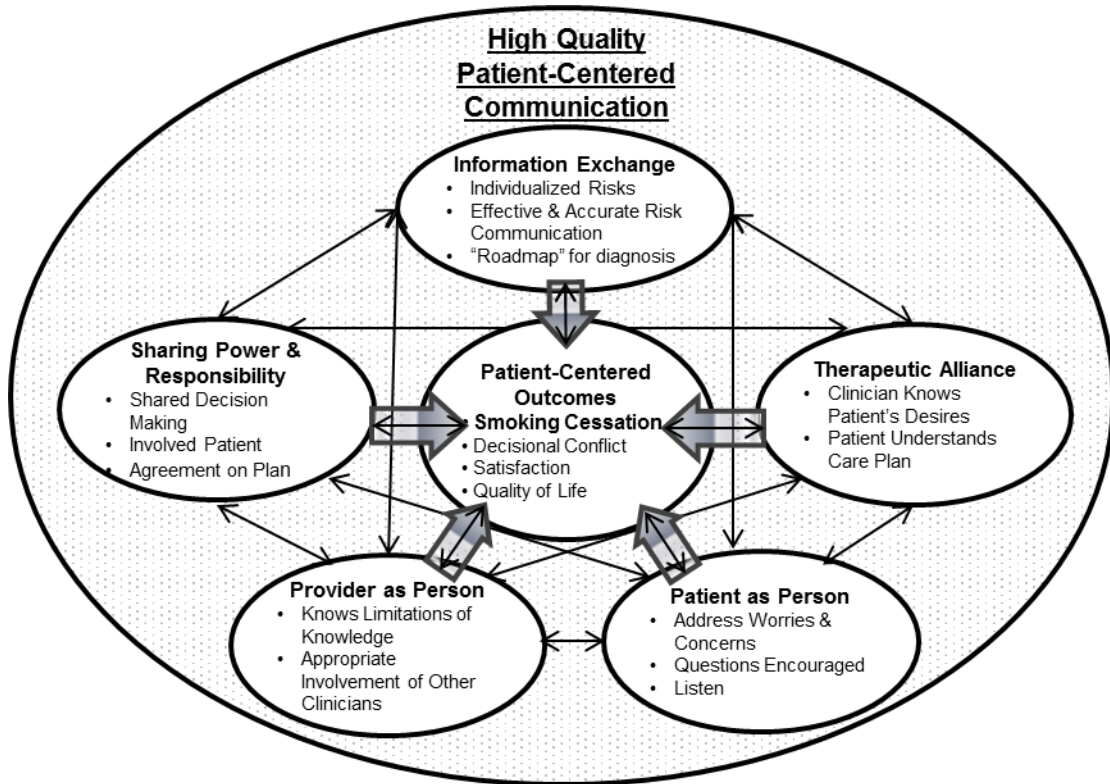 High Quality
Patient-Centered
Communication
Information Exchange
• Individualized Risks
• Effective & Accurate Risk
Communication
• “Roadmap” for diagnosis
Sharing Power &
Responsibility
• Shared Decision
Making
• Involved Patient
• Agreement on Plan
Patient-Centered
Outcomes
• Smoking Cessation
• Decisional Conflict
• Satisfaction
• Quality of Life
Therapeutic Alliance
• Clinician Knows
Patient’s Desires
• Patient Understands
Care Plan
Provider as Person
• Knows Limitations of
Knowledge
• Appropriate
Involvement of Other
Clinicians
Patient as Person
• Address Worries &
Concerns
• Questions Encouraged
• Listen